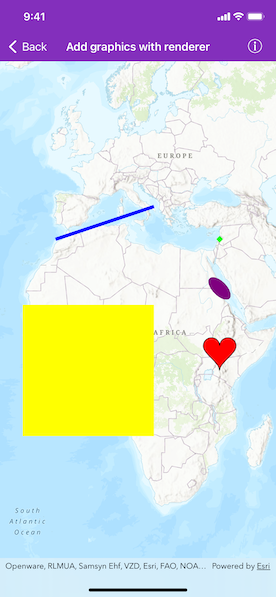 9:41
Back
Add graphics with renderer
EUROPE
AFRICA
South
Atlantic
Ocean
Openware, RLMUA, Samsyn Ehf, VZD, Esri, FAO, NOA... Powered by Esri